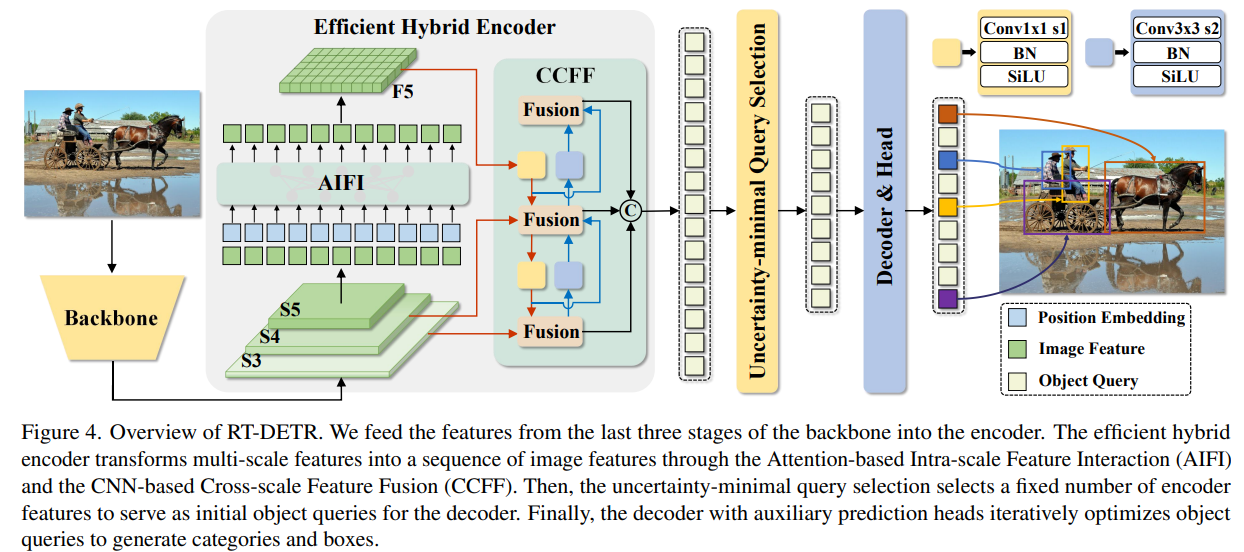 Efficient Hybrid Encoder
Conv1x1 s1
BN
SiLU
Conv3x3 s2
BN
SiLU
F5
CCFF
Fusion
AIFI
Fusion
Fusion
C
S5
S4
S3
Backbone
Uncertainty-minimal Query Selection
Decoder & Head
Position Embedding
Image Feature
Object Query
Figure 4. Overview of RT-DETR. We feed the features from the last three stages of the backbone into the encoder. The efficient hybrid
encoder transforms multi-scale features into a sequence of image features through the Attention-based Intra-scale Feature Interaction (AIFI)
and the CNN-based Cross-scale Feature Fusion (CCFF). Then, the uncertainty-minimal query selection selects a fixed number of encoder
features to serve as initial object queries for the decoder. Finally, the decoder with auxiliary prediction heads iteratively optimizes object
queries to generate categories and boxes.